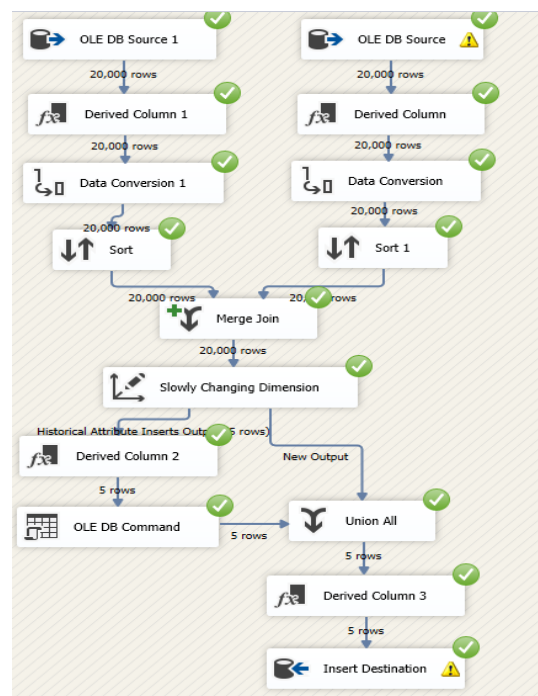 OLE DB Source 1
OLE DB Source
20,000 rows
20,000 rows
Derived Column 1
Derived Column
20,000 rows
20,000 rows
Data Conversion 1
Data Conversion
20,000 rows
20,000 rows
Sort
Sort 1
20,000 rows
20, rows
Merge Join
20,000 rows
Slowly Changing Dimension
Historical Attribute Inserts 5 rows)
Derived Column 2
New Output
5 rows
OLE DB Command
Union All
5 rows
5 rows
Derived Column 3
5 rows
Insert Destination